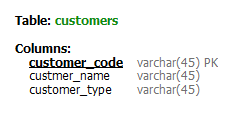 Table: customers
Columns:
customer_code varchar(45) PK
custmer_name varchar(45)
customer_type varchar(45)